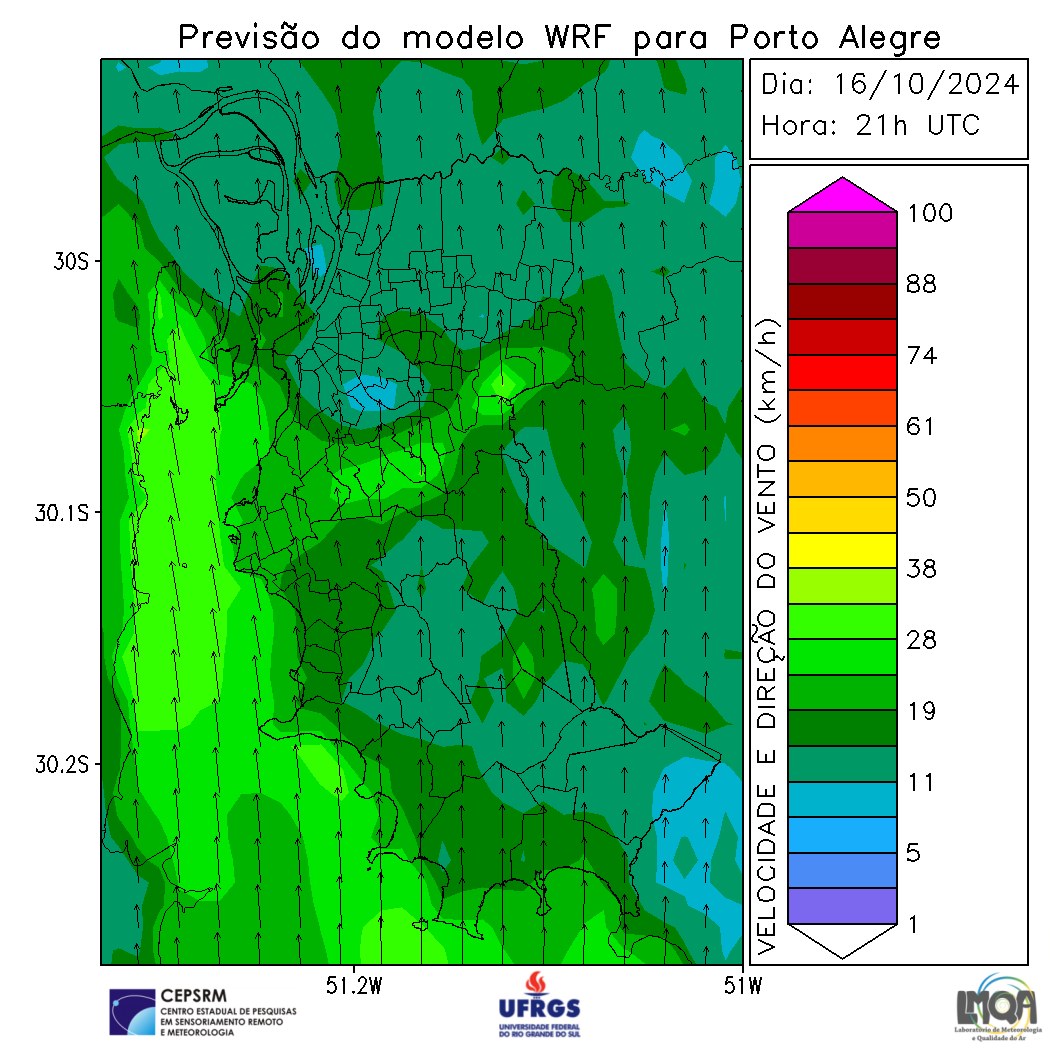 Previsão do modelo WRF para Porto Alegre
Dia: 16/10/2024
Hora: 21h UTC
30S
30.1S
30.2S
51.2W
51W
VELOCIDADE E DIREÇÃO DO VENTO (km/h)
100
88
74
61
50
38
28
19
11
5
1
CEPSRM
CENTRO ESTADUAL DE PESQUISAS
EM SENSORIAMENTO REMOTO
E METEOROLOGIA
UFRGS
UNIVERSIDADE FEDERAL
DO RIO GRANDE DO SUL
LMQA
Laboratório de Meteorologia
e Qualidade do Ar